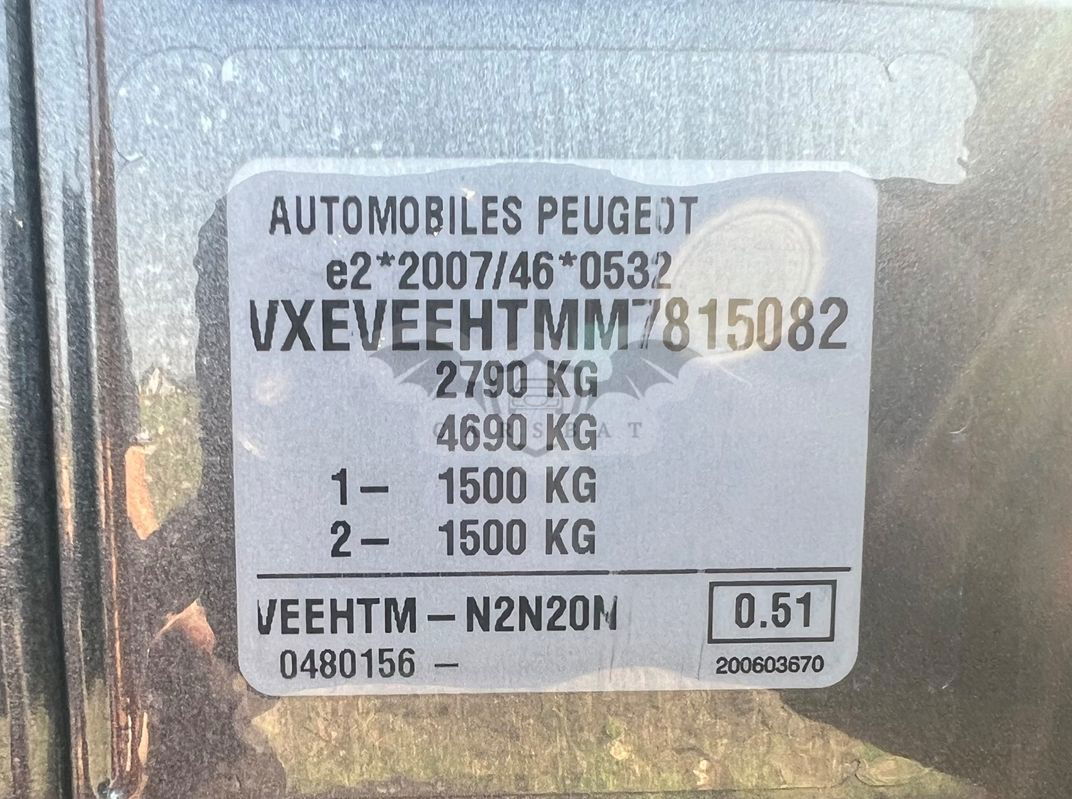 AUTOMOBILES PEUGEOT
e2*2007/46*0532
VXEVEEHTMM7815082
2790 KG
4690 KG
CARSBAT
1- 1500 KG
2- 1500 KG
VEEHTM - N2N20N
0.51
0480156 -
200603670